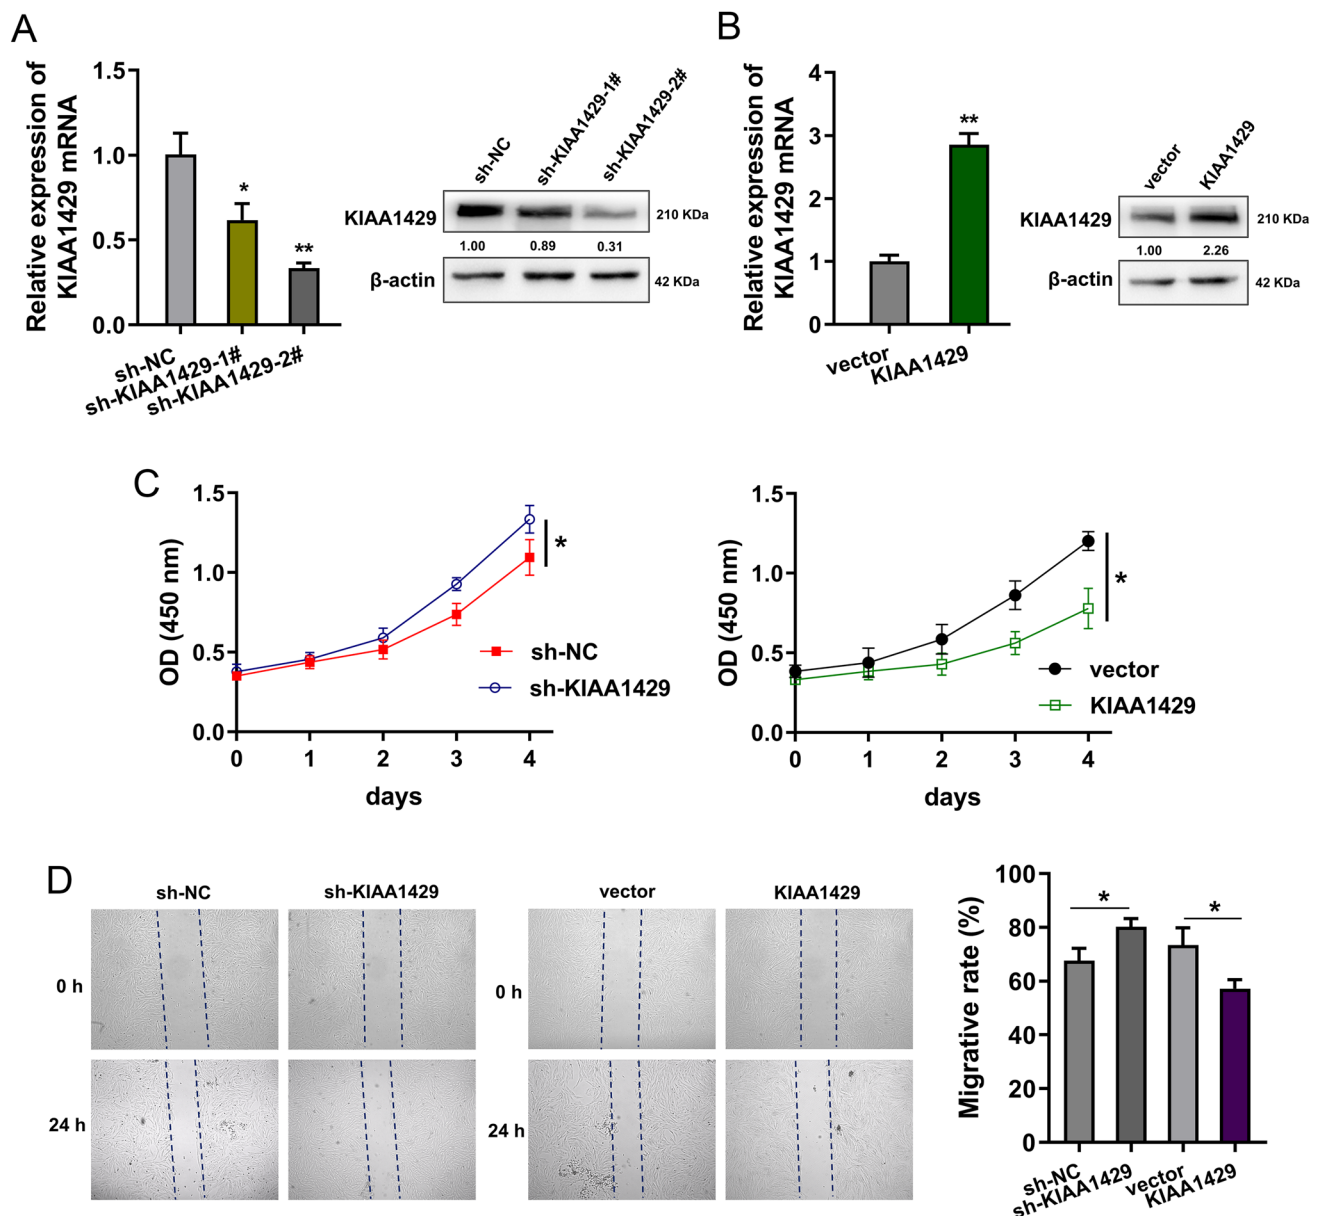 A
Relative expression of
KIAA1429 mRNA
1.5
1.0
0.5
0.0
*
**
sh-NC
sh-KIAA1429-1#
sh-KIAA1429-2#
sh-NC
sh-KIAA1429-1#
sh-KIAA1429-2#
KIAA1429
210 KDa
1.00 0.89 0.31
β-actin
42 KDa
B
Relative expression of
KIAA1429 mRNA
4
3
2
1
0
**
vector
KIAA1429
vector
KIAA1429
KIAA1429
210 KDa
1.00 2.26
β-actin
42 KDa
C
OD (450 nm)
1.5
1.0
0.5
0.0
*
sh-NC
sh-KIAA1429
0 1 2 3 4
days
OD (450 nm)
1.5
1.0
0.5
0.0
*
vector
KIAA1429
0 1 2 3 4
days
D
sh-NC sh-KIAA1429
0 h
24 h
vector KIAA1429
0 h
24 h
Migrative rate (%)
100
80
60
40
20
0
* *
sh-NC
sh-KIAA1429
vector
KIAA1429